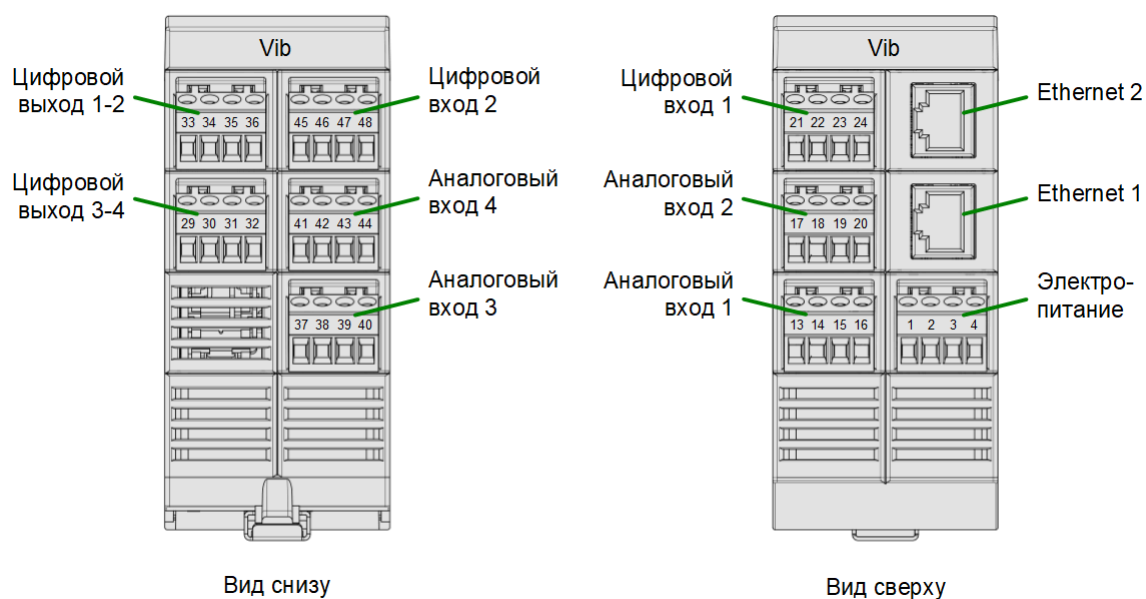 Vib
Цифровой
выход 1-2
33 34 35 36
45 46 47 48
Цифровой
вход 2
Цифровой
выход 3-4
29 30 31 32
41 42 43 44
Аналоговый
вход 4
37 38 39 40
Аналоговый
вход 3
Вид снизу
Vib
Цифровой
вход 1
21 22 23 24
Ethernet 2
Аналоговый
вход 2
17 18 19 20
Ethernet 1
Аналоговый
вход 1
13 14 15 16
1 2 3 4
Электро-
питание
Вид сверху